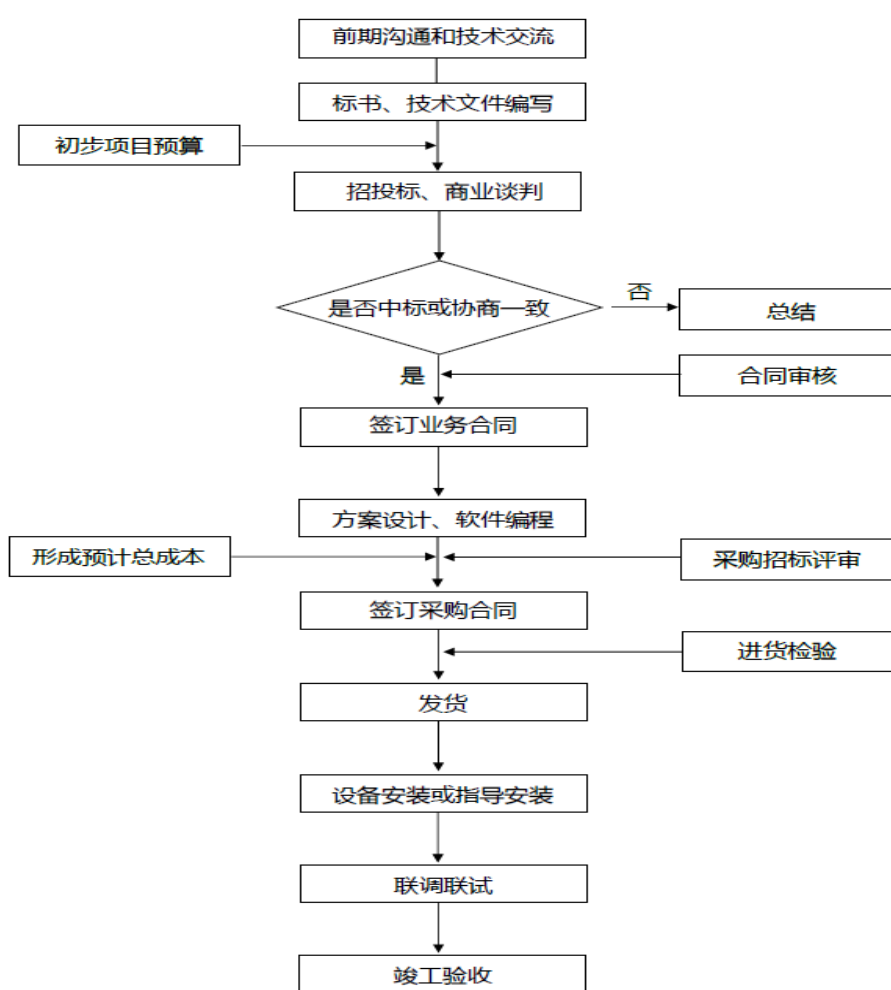 前期沟通和技术交流
标书、技术文件编写
初步项目预算
招投标、商业谈判
是否中标或协商一致
否
总结
是
合同审核
签订业务合同
方案设计、软件编程
形成预计总成本
采购招标评审
签订采购合同
进货检验
发货
设备安装或指导安装
联调联试
竣工验收